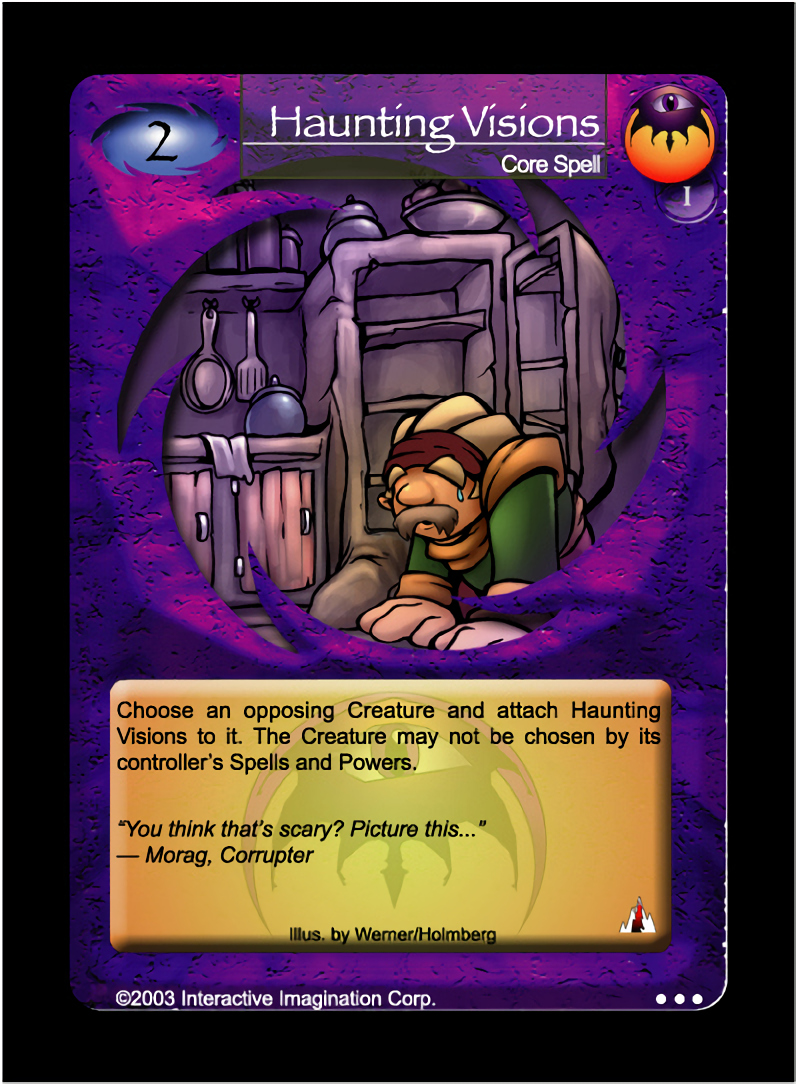 2
Haunting Visions
Core Spell
I
Choose an opposing Creature and attach Haunting
Visions to it. The Creature may not be chosen by its
controller's Spells and Powers.
“You think that's scary? Picture this...”
— Morag, Corrupter
Illus. by Werner/Holmberg
©2003 Interactive Imagination Corp.